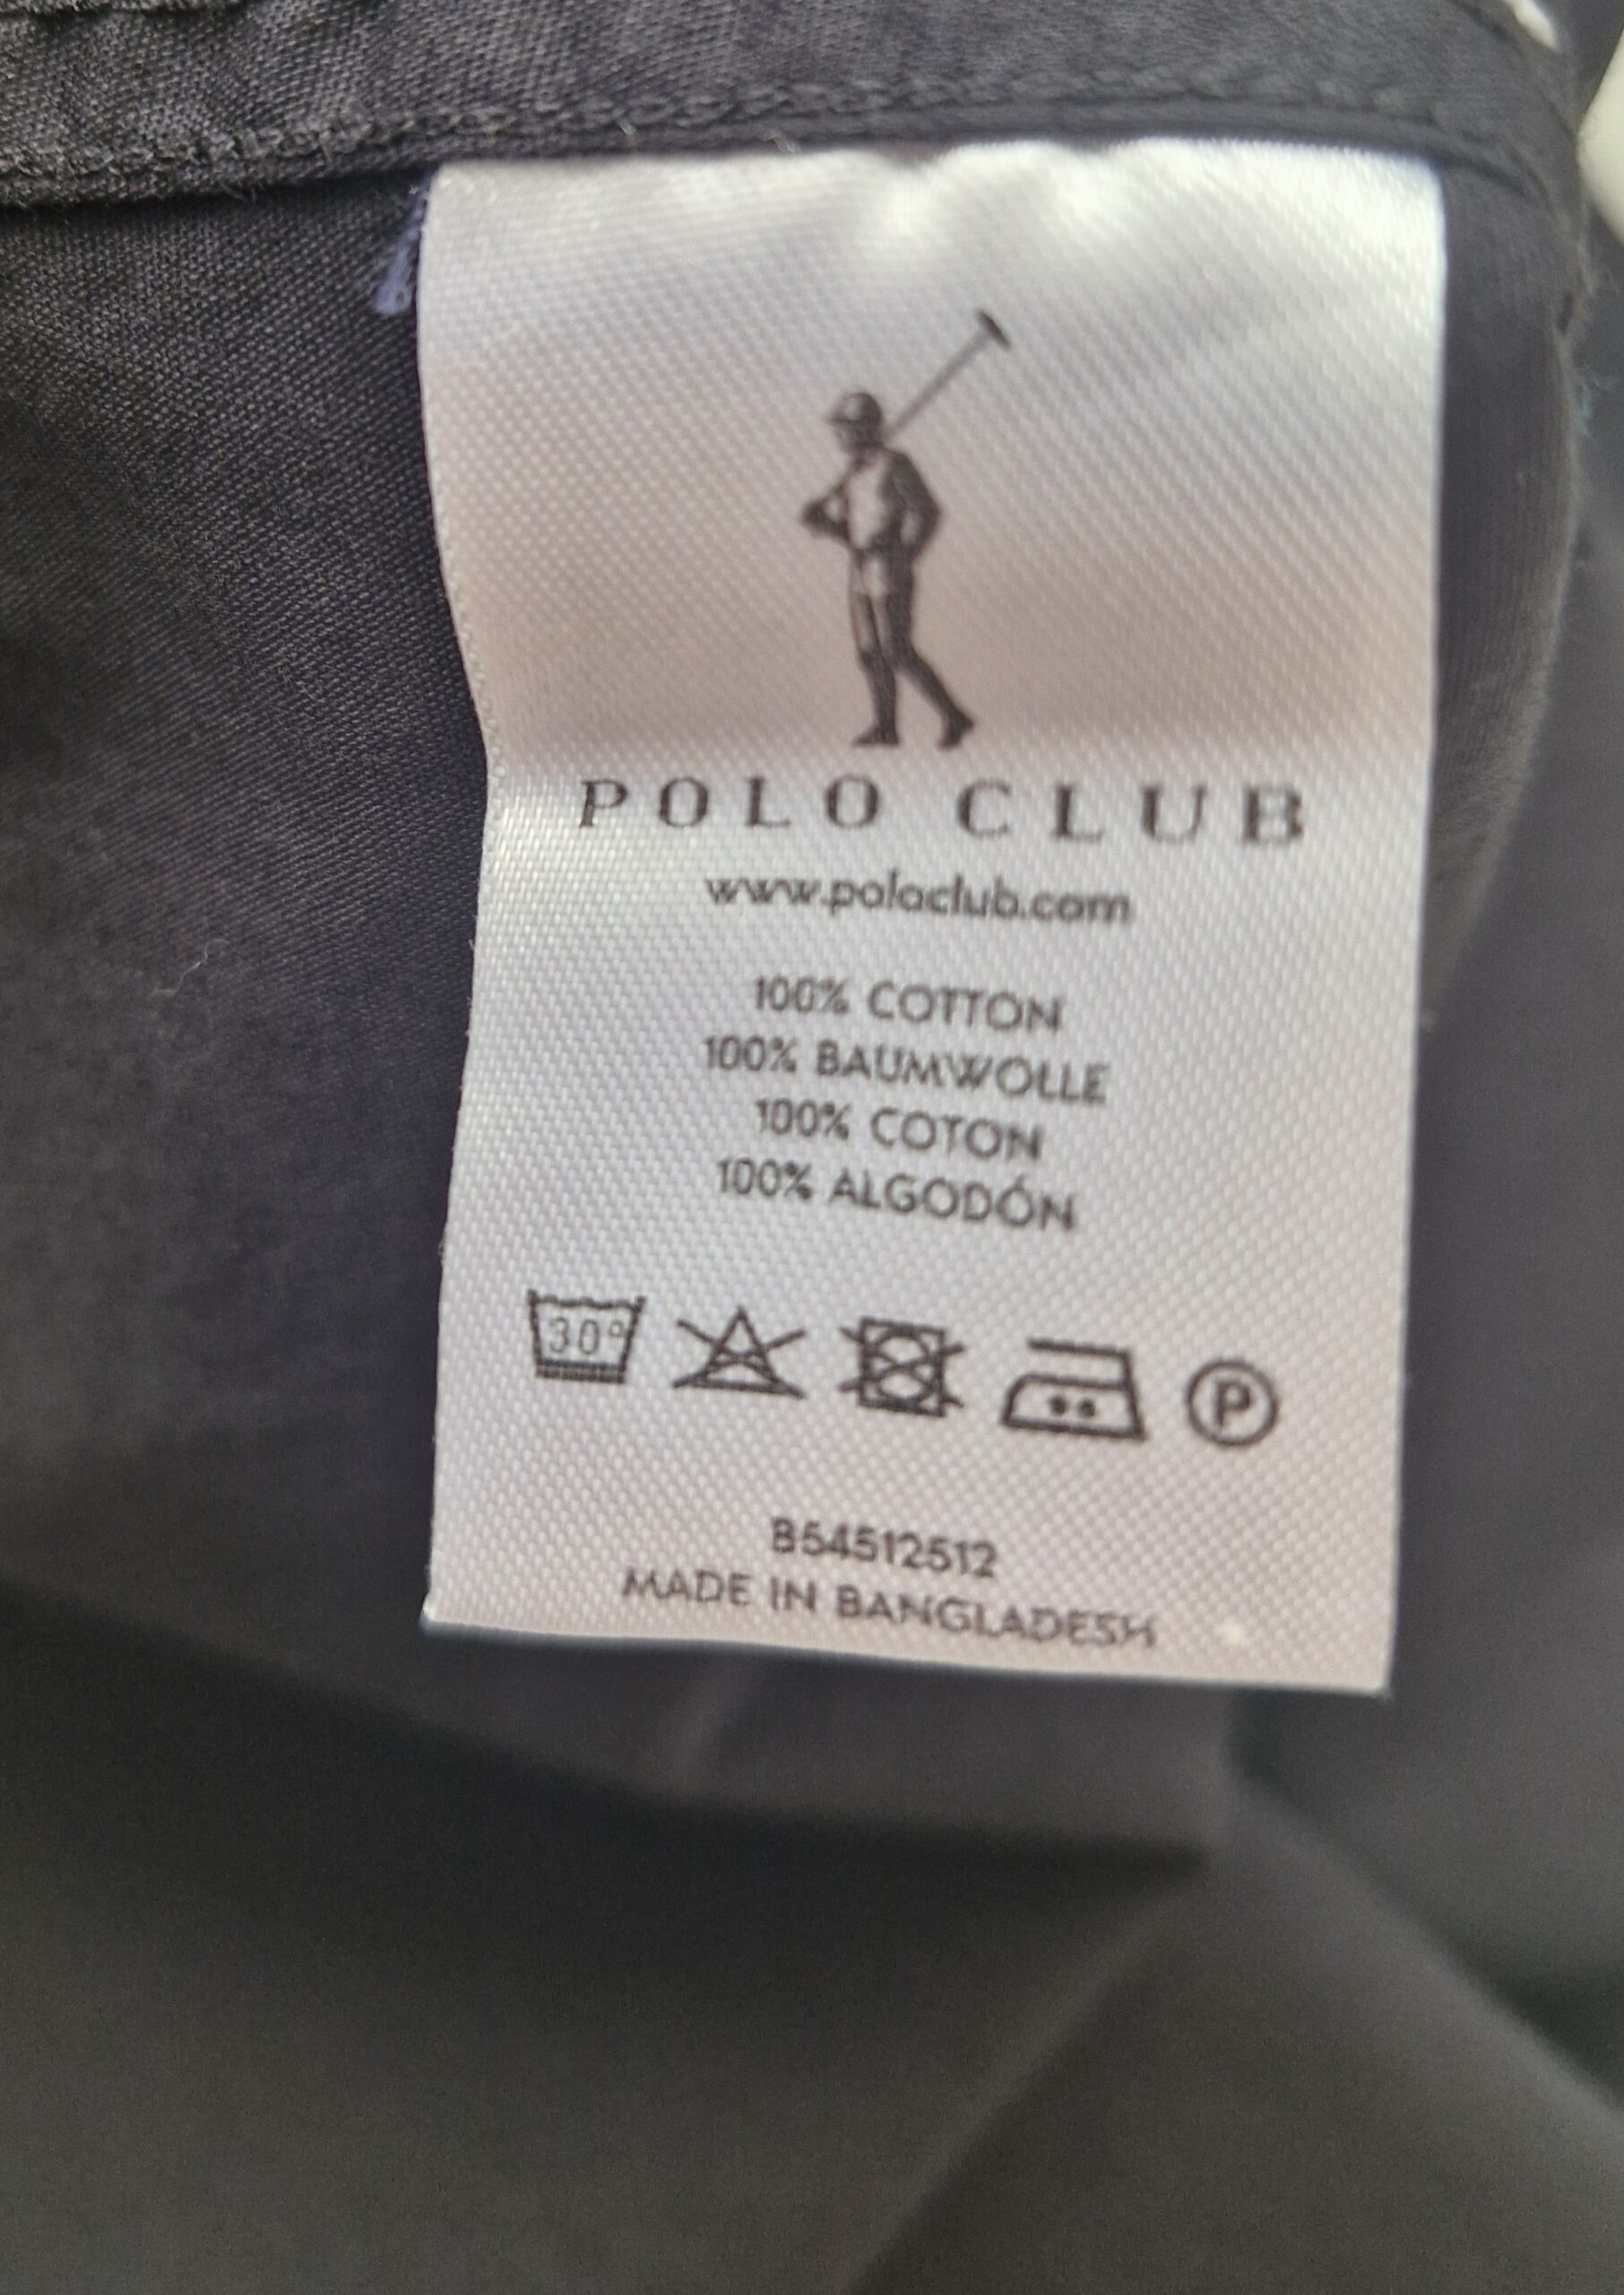 POLO CLUB
www.poloclub.com
100% COTTON
100% BAUMWOLLE
100% COTON
100% ALGODÓN
30°
P
B54512512
MADE IN BANGLADESH